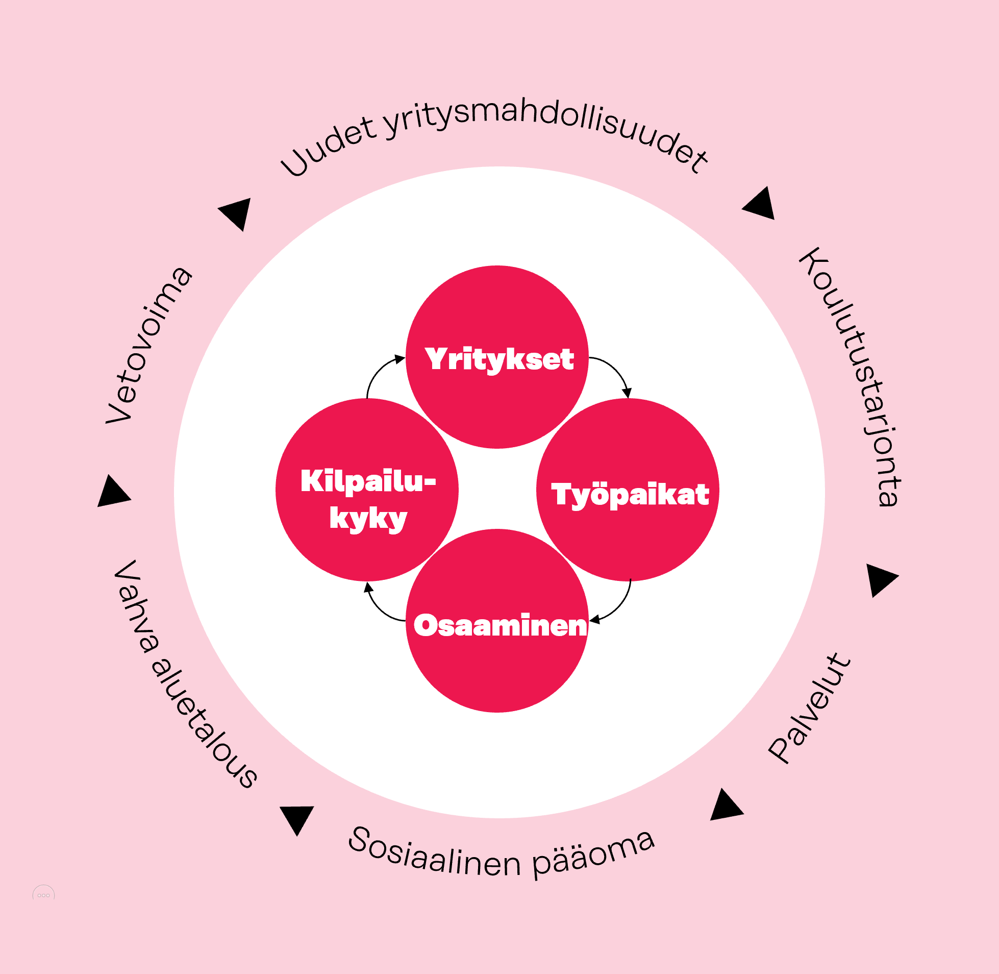 Uudet yritysmahdollisuudet
Koulutustarjonta
Palvelut
Sosiaalinen pääoma
Vahva aluetalous
Vetovoima
Yritykset
Työpaikat
Osaaminen
Kilpailu-
kyky